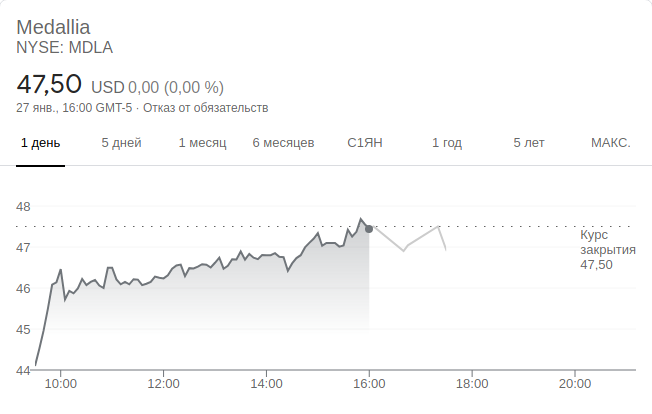 Medallia
NYSE: MDLA
47,50 USD 0,00 (0,00 %)
27 янв., 16:00 GMT-5 · Отказ от обязательств
1 день 5 дней 1 месяц 6 месяцев С1ЯН 1 год 5 лет МАКС.
48
47
46
45
44
Курс
закрытия
47,50
10:00 12:00 14:00 16:00 18:00 20:00